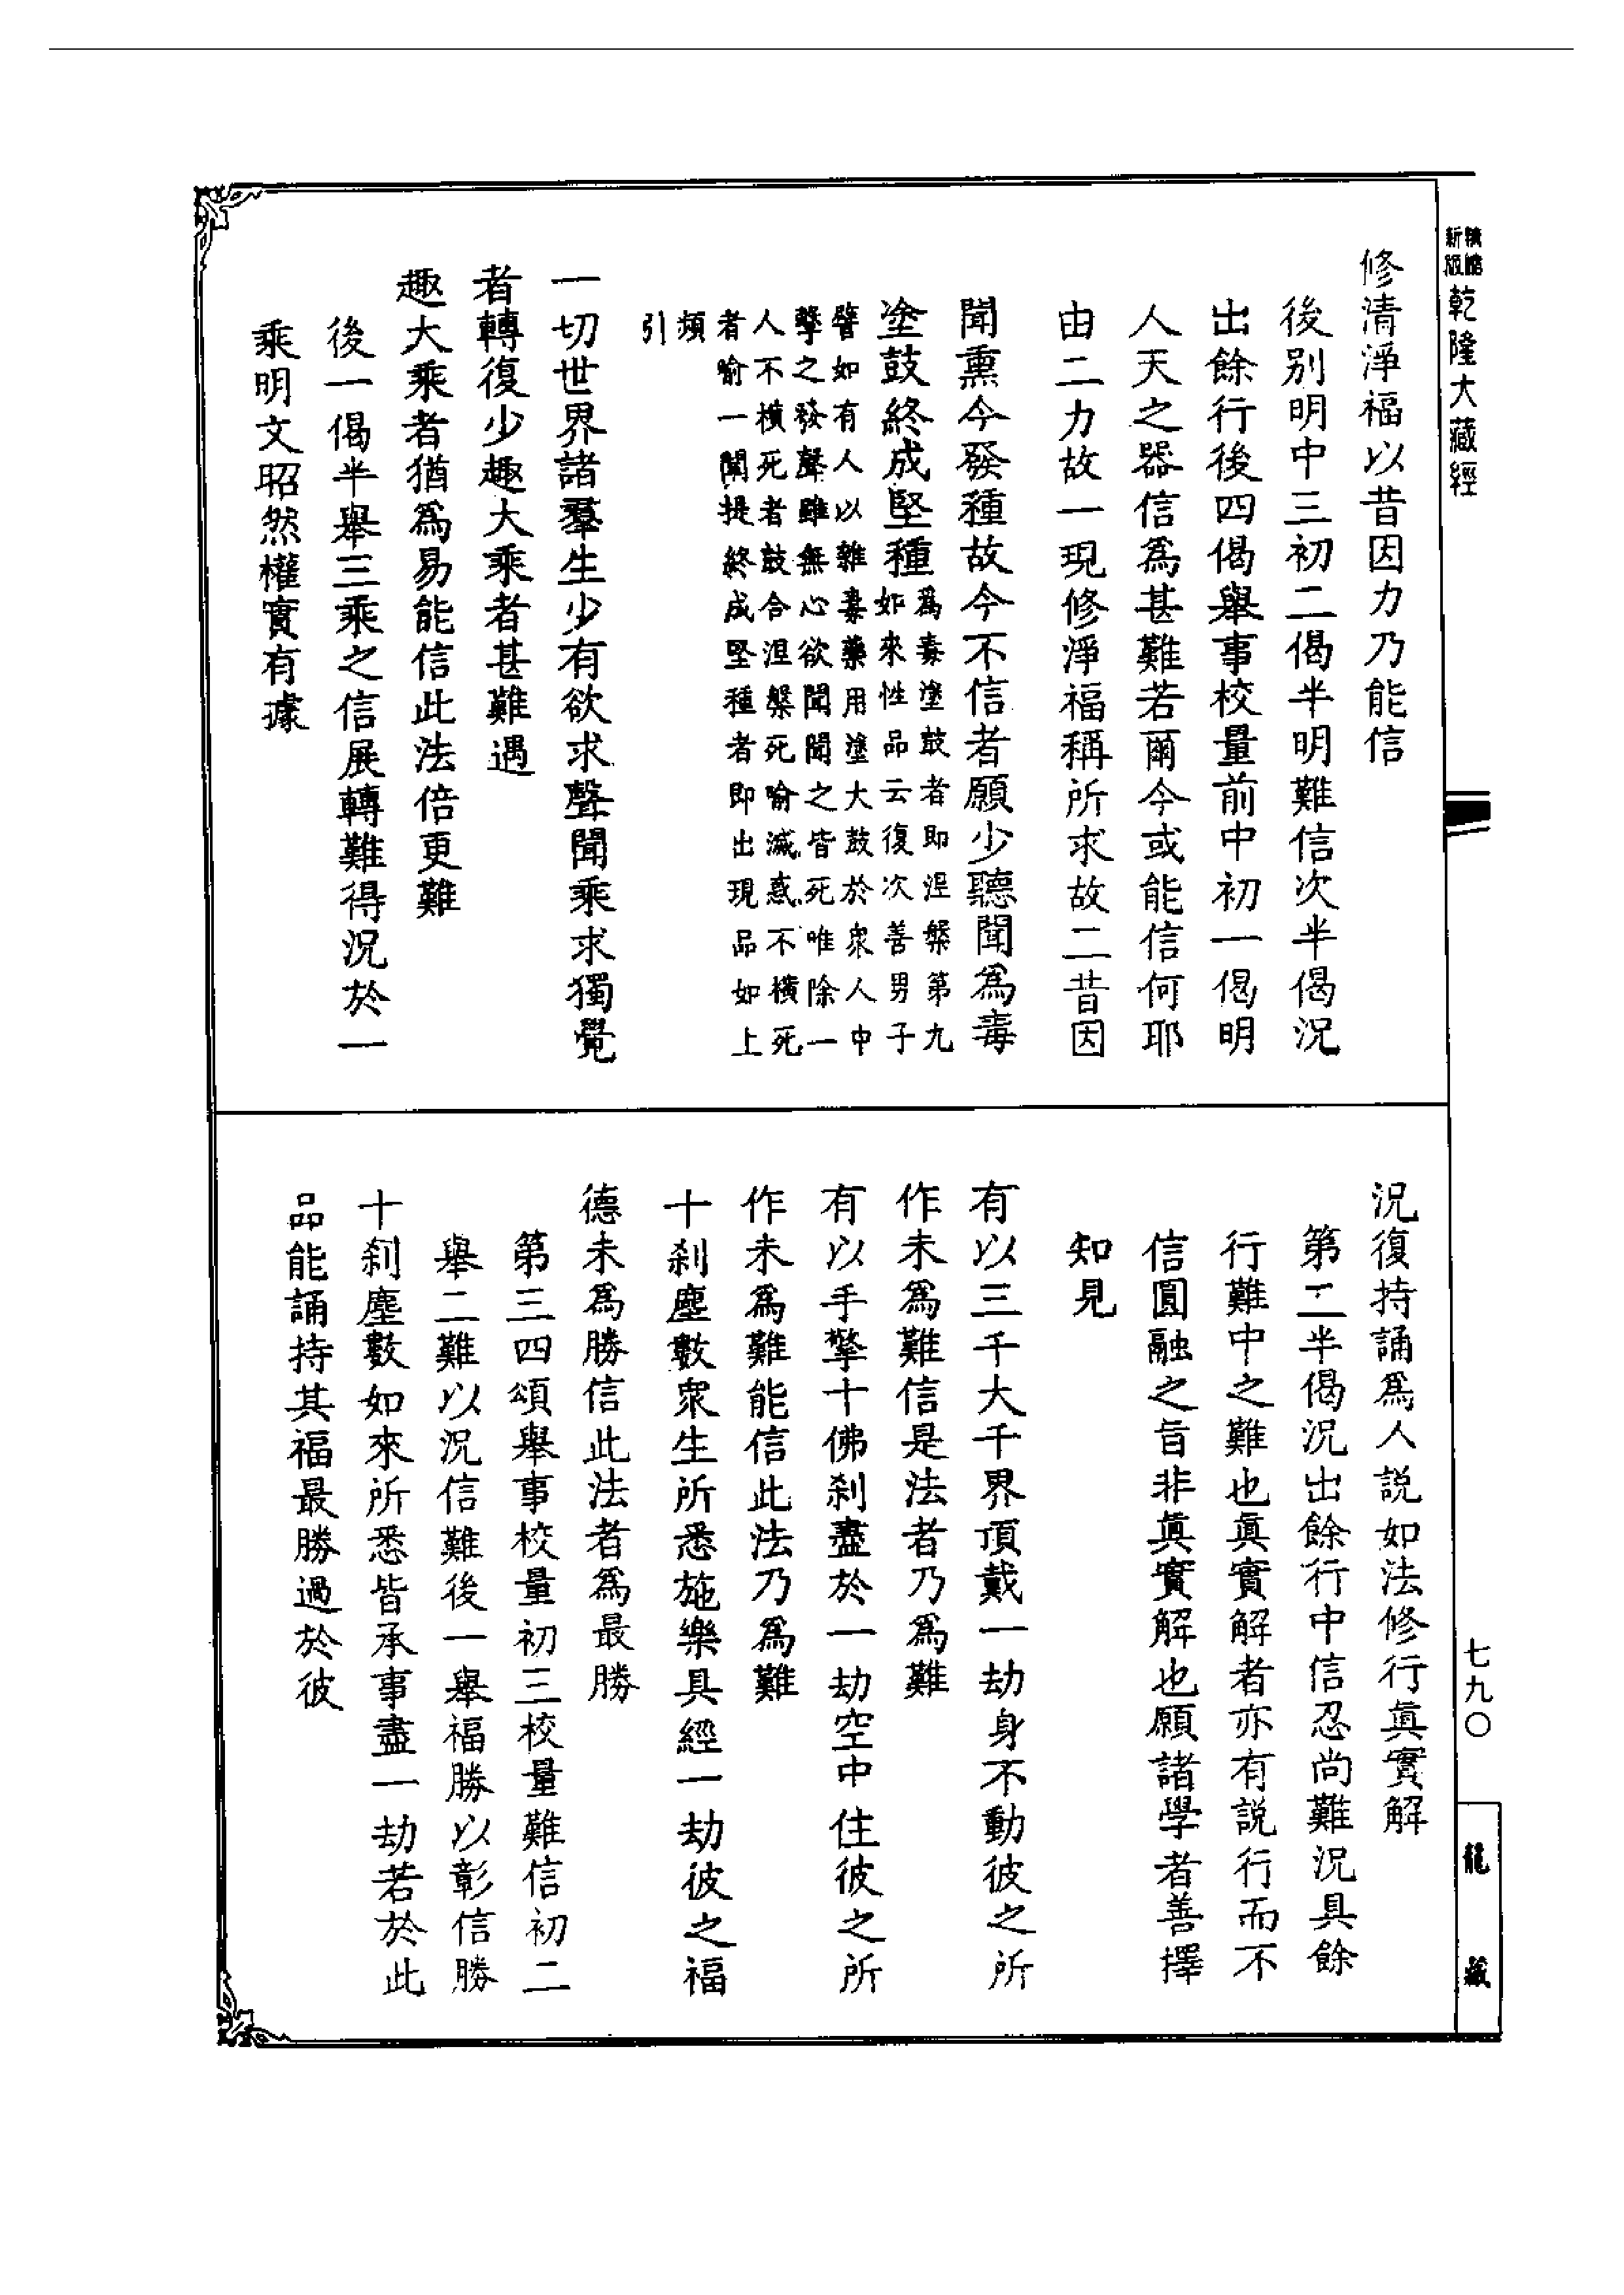 精縮
新版
乾隆大藏經
修清淨福以昔因力乃能信
後别明中三初二偈半明難信次半偈況
出餘行後四偈舉事校量前中初一偈明
人天之器信為甚難若爾今或能信何耶
由二力故一現修淨福稱所求故二昔因
聞熏今發種故今不信者願少聽聞為毒
塗鼓終成堅種
為毒塗鼓者即涅槃第九
如來性品云復次善男子
譬如有人以雜毒藥用塗大鼓於衆人中
擊之發聲雖無心欲聞聞之皆死唯除一
人不橫死者鼓合涅槃死喻滅惑不橫死
者喻一闡提終成堅種者即出現品如上
頻
引
一切世界諸羣生少有欲求聲聞乘求獨覺
者轉復少趣大乘者甚難遇
趣大乘者猶為易能信此法倍更難
後一偈半舉三乘之信展轉難得況於一
乘明文昭然權實有據
況復持誦為人説如法修行真實解
第二半偈況出餘行中信忍尚難況具餘
行難中之難也真實解者亦有説行而不
信圓融之旨非真實解也願諸學者善擇
知見
有以三千大千界頂戴一劫身不動彼之所
作未為難信是法者乃為難
有以手擎十佛刹盡於一劫空中住彼之所
作未為難能信此法乃為難
十刹塵數衆生所悉施樂具經一劫彼之福
德未為勝信此法者為最勝
第三四頌舉事校量初三校量難信初二
舉二難以況信難後一舉福勝以彰信勝
十刹塵數如來所悉皆承事盡一劫若於此
品能誦持其福最勝過於彼
七九〇
龍藏